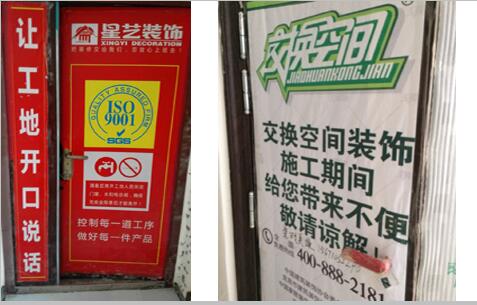 让工地开口说话
星艺装饰
XINGYI DECORATION
QUALITY ASSURED FIRM
ISO
9001
SGS
控制每一道工序
做好每一件产品
交换空间
JIAOHUANKONGJIAN
交换空间装饰
施工期间
给您带来不便
敬请谅解!
400-888-2181